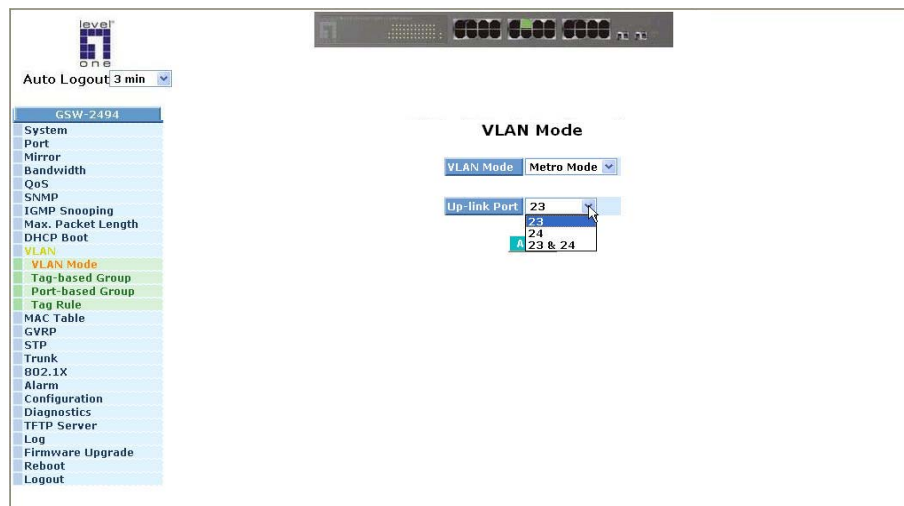 level
one
Auto Logout 3 min
GSW-2494
System
Port
Mirror
Bandwidth
QoS
SNMP
IGMP Snooping
Max. Packet Length
DHCP Boot
VLAN
VLAN Mode
Tag-based Group
Port-based Group
Tag Rule
MAC Table
GVRP
STP
Trunk
802.1X
Alarm
Configuration
Diagnostics
TFTP Server
Log
Firmware Upgrade
Reboot
Logout
VLAN Mode
VLAN Mode Metro Mode
Up-link Port 23
23
24
23 & 24